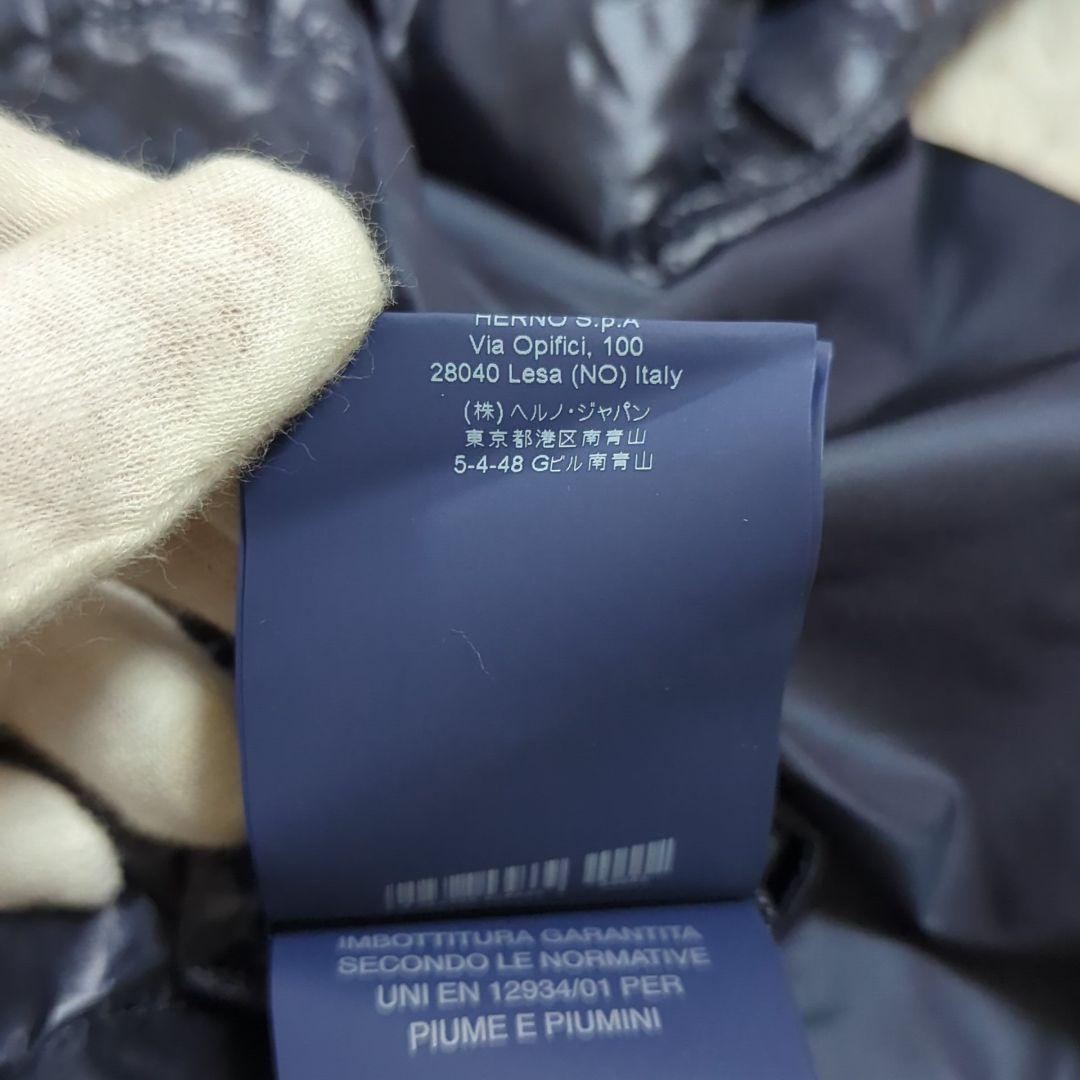 HERNO S.p.A
Via Opifici, 100
28040 Lesa (NO) Italy
(株) ヘルノ・ジャパン
東京都港区南青山
5-4-48 Gビル南青山
IMBOTTITURA GARANTITA
SECONDO LE NORMATIVE
UNI EN 12934/01 PER
PIUME E PIUMINI